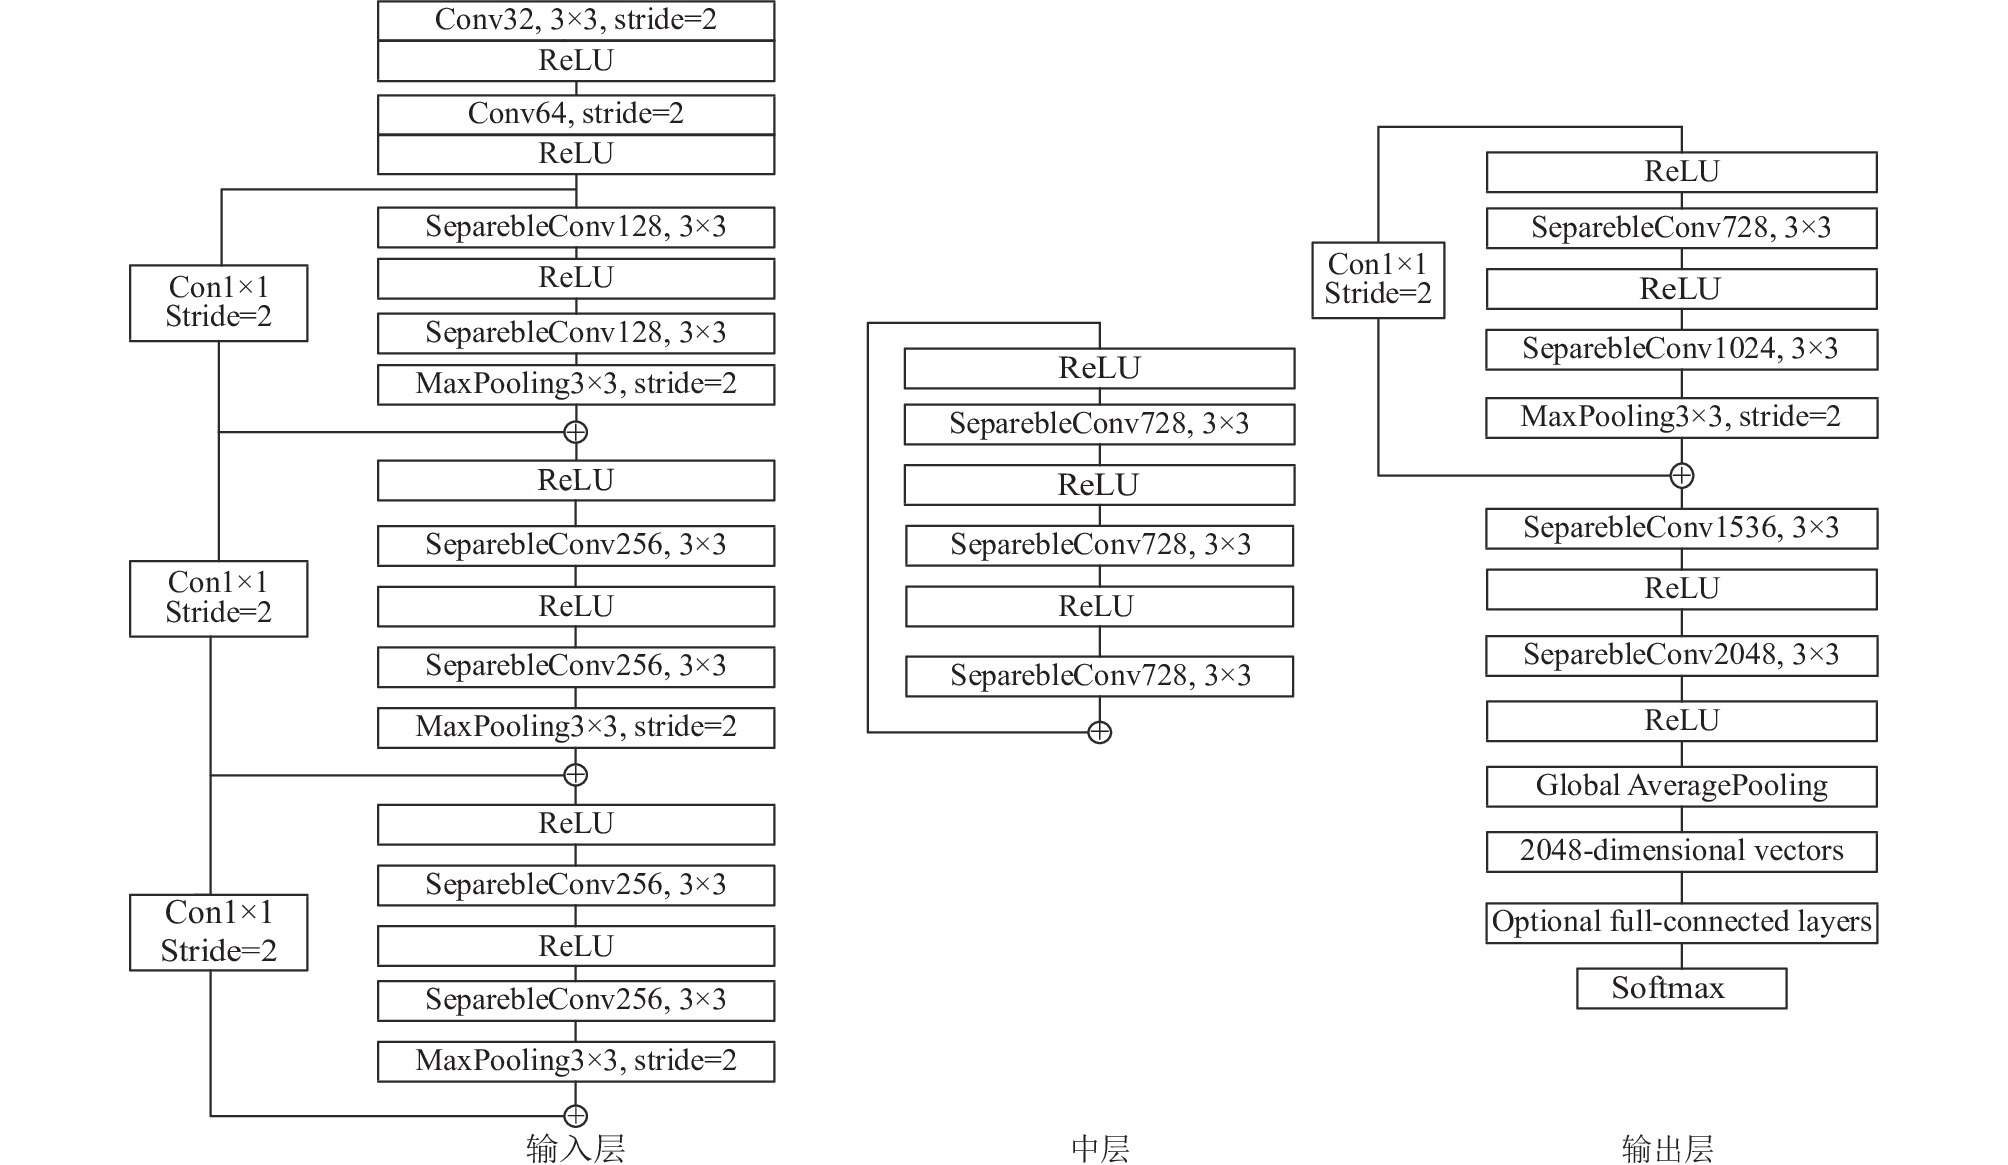 Conv32, 3×3, stride=2
ReLU
Conv64, stride=2
ReLU
SeparebleConv128, 3×3
ReLU
SeparebleConv128, 3×3
MaxPooling3×3, stride=2
Con1×1
Stride=2
ReLU
SeparebleConv256, 3×3
ReLU
SeparebleConv256, 3×3
MaxPooling3×3, stride=2
Con1×1
Stride=2
ReLU
SeparebleConv256, 3×3
ReLU
SeparebleConv256, 3×3
MaxPooling3×3, stride=2
Con1×1
Stride=2
输入层
ReLU
SeparebleConv728, 3×3
ReLU
SeparebleConv728, 3×3
ReLU
SeparebleConv728, 3×3
中层
ReLU
SeparebleConv728, 3×3
ReLU
SeparebleConv1024, 3×3
MaxPooling3×3, stride=2
Con1×1
Stride=2
SeparebleConv1536, 3×3
ReLU
SeparebleConv2048, 3×3
ReLU
Global AveragePooling
2048-dimensional vectors
Optional full-connected layers
Softmax
输出层